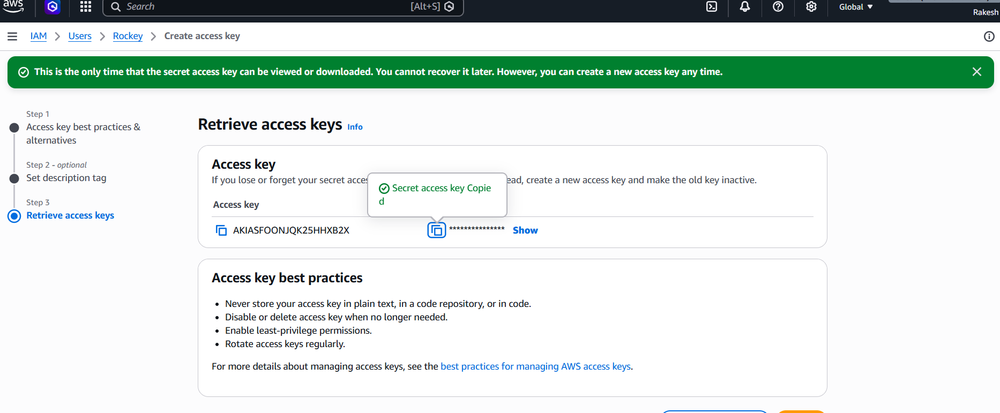 aws
Search [Alt+S]
Global
Rakesh
IAM > Users > Rockey > Create access key
This is the only time that the secret access key can be viewed or downloaded. You cannot recover it later. However, you can create a new access key any time.
Step 1
Access key best practices &
alternatives
Step 2 - optional
Set description tag
Step 3
Retrieve access keys
Retrieve access keys Info
Access key
If you lose or forget your secret acces
ead, create a new access key and make the old key inactive.
Secret access key Copie
d
Access key
AKIASFOONJQK25HHXB2X
*************** Show
Access key best practices
• Never store your access key in plain text, in a code repository, or in code.
• Disable or delete access key when no longer needed.
• Enable least-privilege permissions.
• Rotate access keys regularly.
For more details about managing access keys, see the best practices for managing AWS access keys.